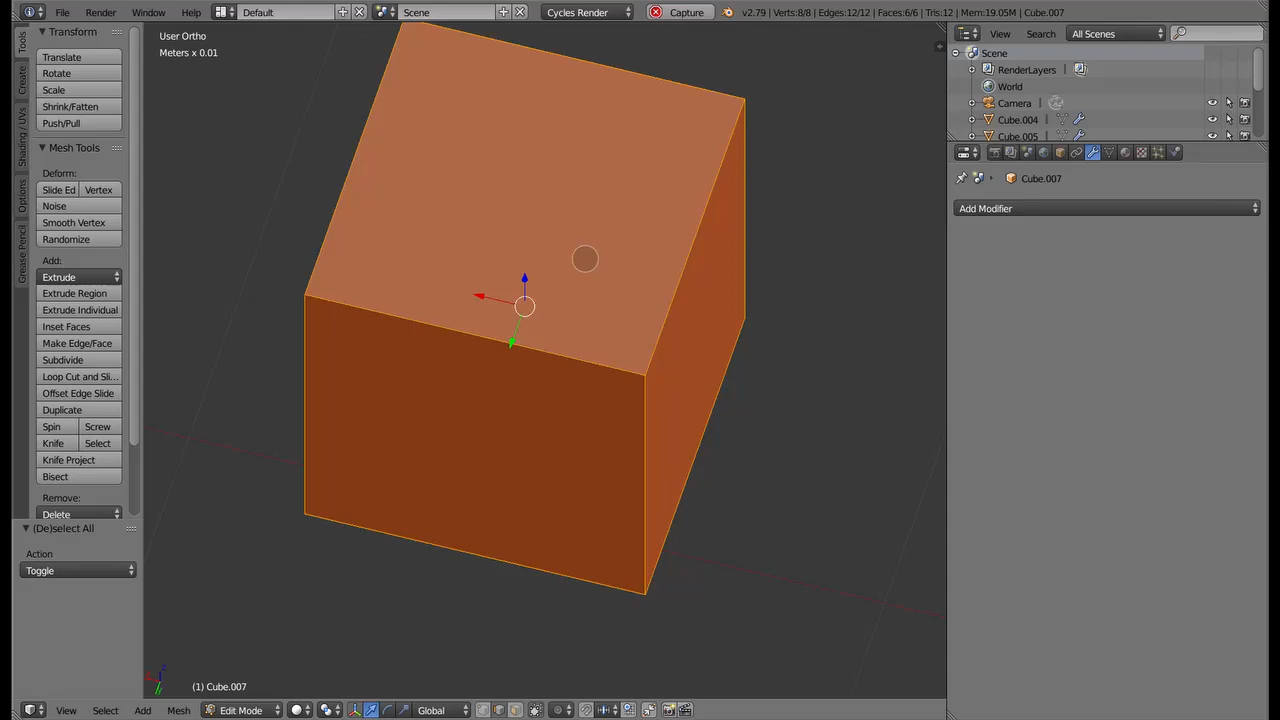 File Render Window Help Default Scene Cycles Render Capture v2.79 | Verts:8/8 | Edges:12/12 | Faces:6/6 | Tris:12 | Mem:19.05M | Cube.007
Tools
Create
Shading / UVs
Options
Grease Pencil
Transform
Translate
Rotate
Scale
Shrink/Fatten
Push/Pull
Mesh Tools
Deform:
Slide Ed Vertex
Noise
Smooth Vertex
Randomize
Add:
Extrude
Extrude Region
Extrude Individual
Inset Faces
Make Edge/Face
Subdivide
Loop Cut and Sli...
Offset Edge Slide
Duplicate
Spin Screw
Knife Select
Knife Project
Bisect
Remove:
Delete
(De)select All
Action
Toggle
User Ortho
Meters x 0.01
(1) Cube.007
View Select Add Mesh Edit Mode Global
View Search All Scenes
Scene
RenderLayers
World
Camera
Cube.004
Cube.005
Cube.007
Add Modifier